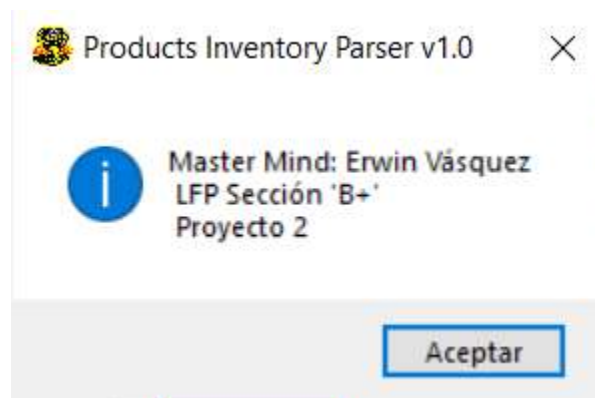 Products Inventory Parser v1.0
Master Mind: Erwin Vásquez
LFP Sección 'B+'
Proyecto 2
Aceptar